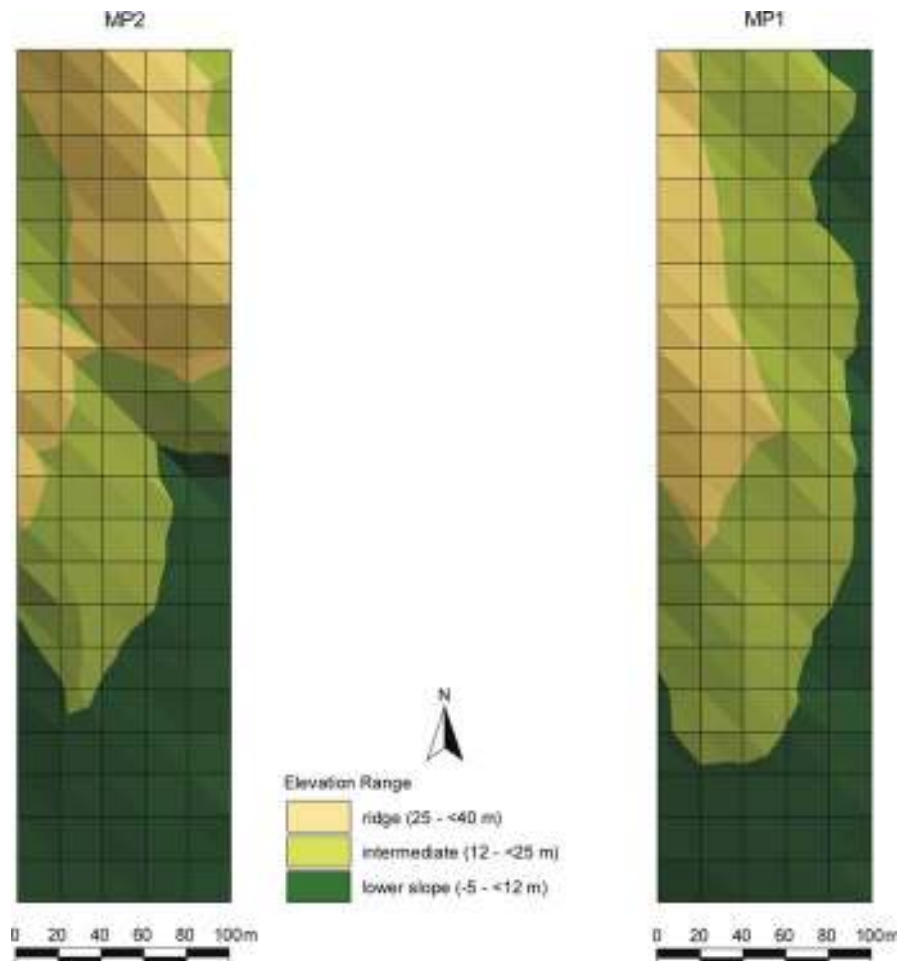 MP2
MP1
N
Elevation Range
ridge (25 - <40 m)
intermediate (12 - <25 m)
lower slope (-5 - <12 m)
0 20 40 60 80 100m
0 20 40 60 80 100m